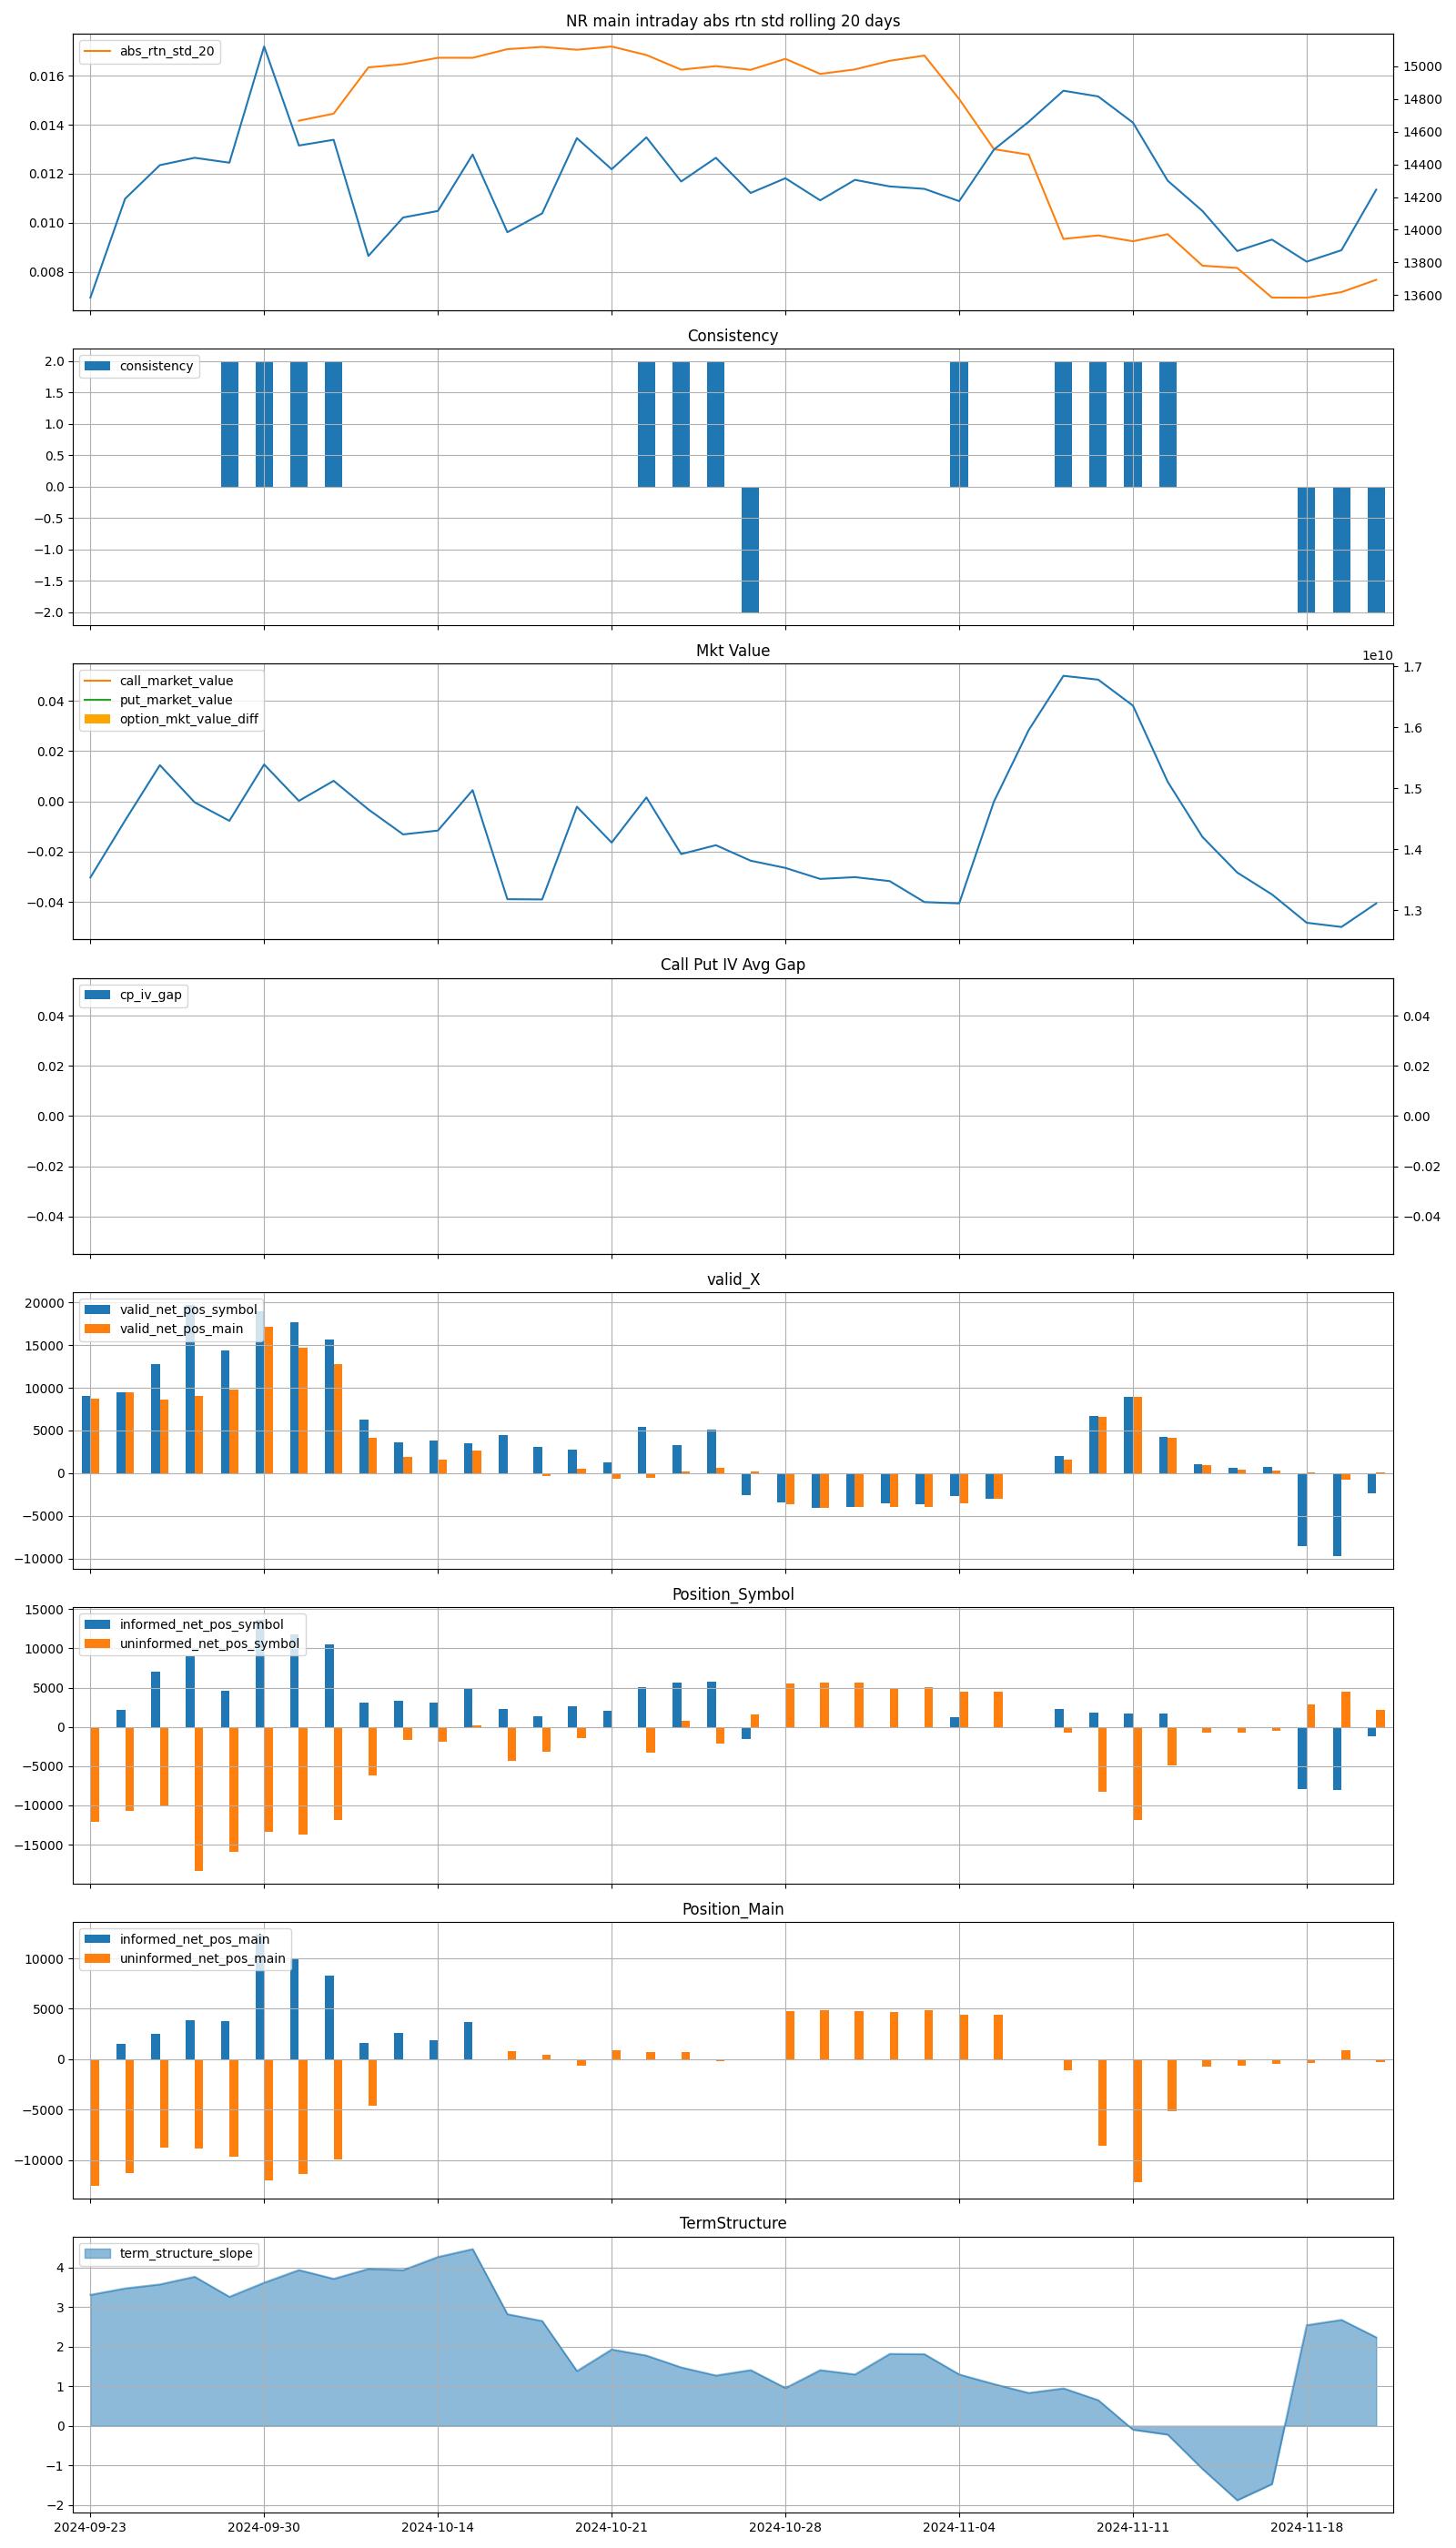 NR main intraday abs rtn std rolling 20 days
abs_rtn_std_20
0.016
0.014
0.012
0.010
0.008
15000
14800
14600
14400
14200
14000
13800
13600
Consistency
consistency
2.0
1.5
1.0
0.5
0.0
−0.5
−1.0
−1.5
−2.0
Mkt Value
1e10
call_market_value
put_market_value
option_mkt_value_diff
0.04
0.02
0.00
−0.02
−0.04
1.7
1.6
1.5
1.4
1.3
Call Put IV Avg Gap
cp_iv_gap
0.04
0.02
0.00
−0.02
−0.04
0.04
0.02
0.00
−0.02
−0.04
valid_X
valid_net_pos_symbol
valid_net_pos_main
20000
15000
10000
5000
0
−5000
−10000
Position_Symbol
informed_net_pos_symbol
uninformed_net_pos_symbol
15000
10000
5000
0
−5000
−10000
−15000
Position_Main
informed_net_pos_main
uninformed_net_pos_main
10000
5000
0
−5000
−10000
TermStructure
term_structure_slope
4
3
2
1
0
−1
−2
2024-09-23 2024-09-30 2024-10-14 2024-10-21 2024-10-28 2024-11-04 2024-11-11 2024-11-18